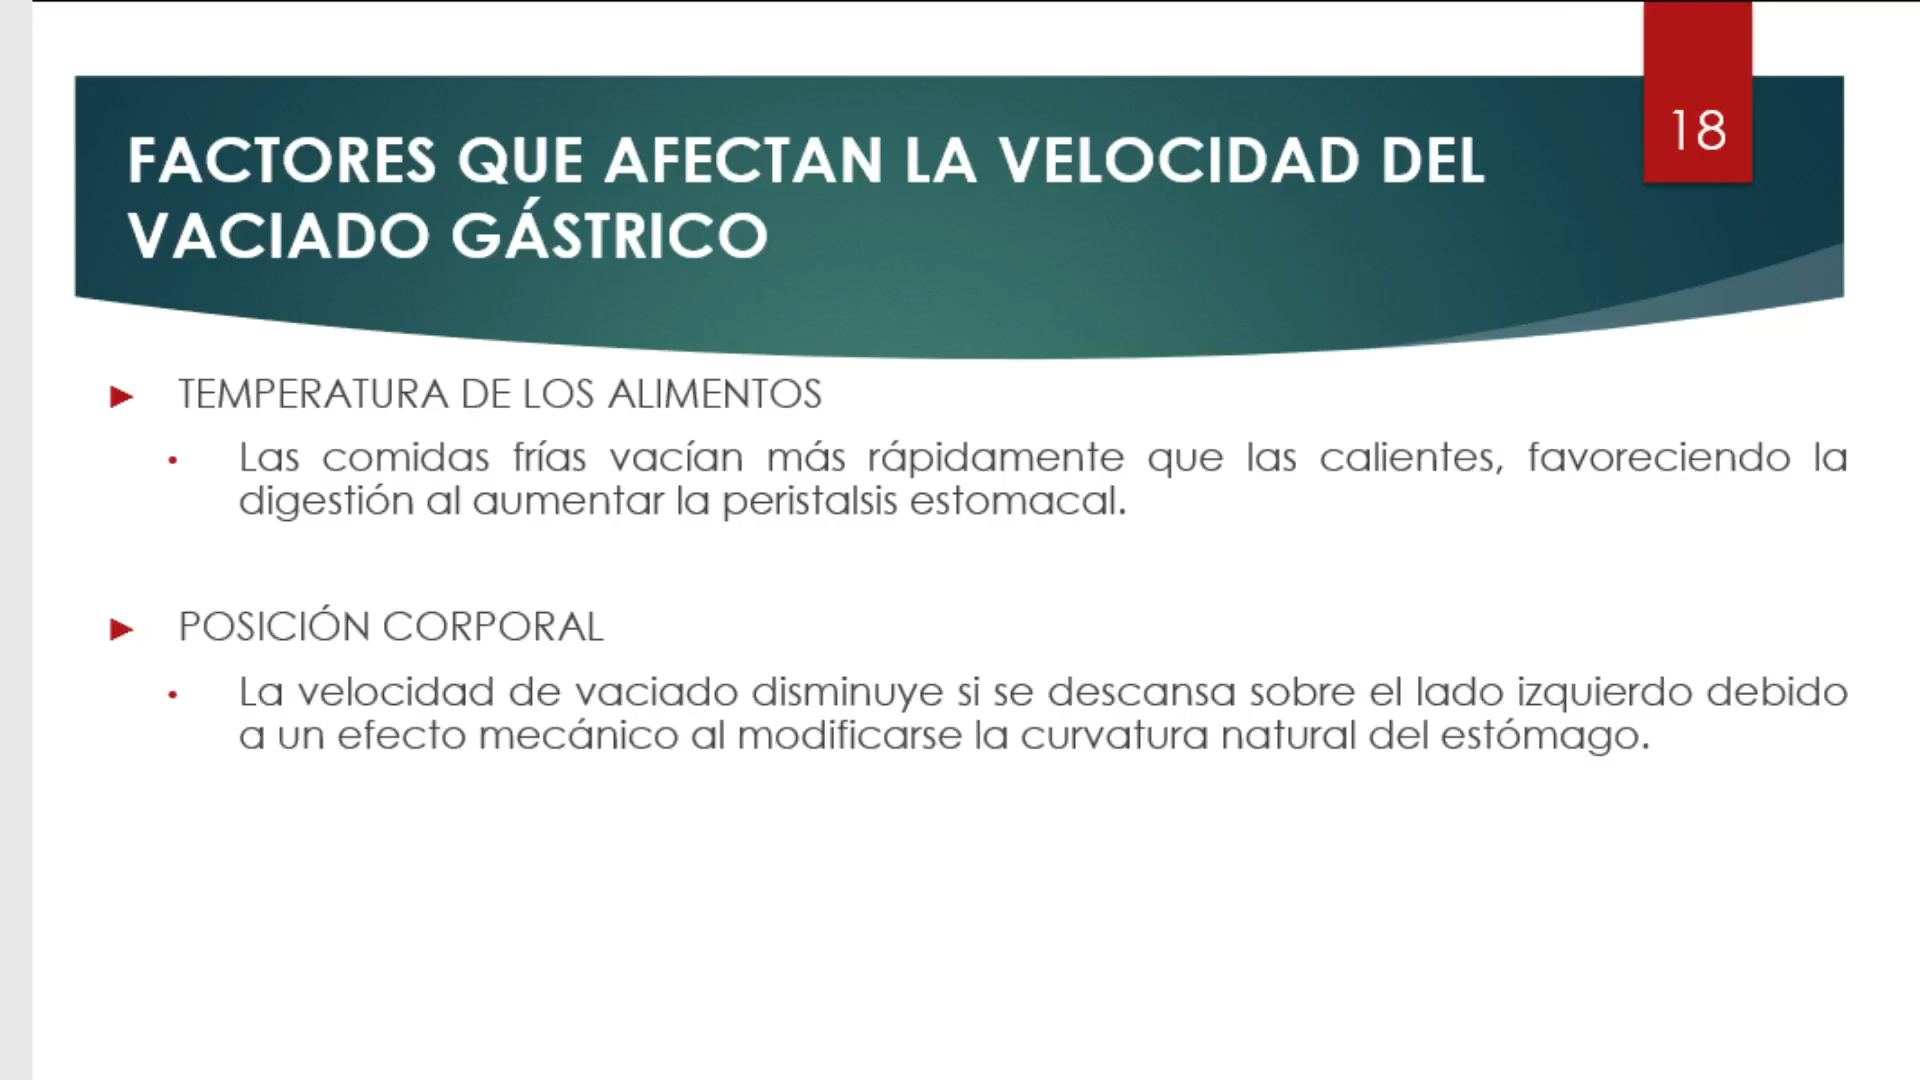 18
FACTORES QUE AFECTAN LA VELOCIDAD DEL
VACIADO GÁSTRICO
TEMPERATURA DE LOS ALIMENTOS
Las comidas frías vacían más rápidamente que las calientes, favoreciendo la
digestión al aumentar la peristalsis estomacal.
POSICIÓN CORPORAL
La velocidad de vaciado disminuye si se descansa sobre el lado izquierdo debido
a un efecto mecánico al modificarse la curvatura natural del estómago.